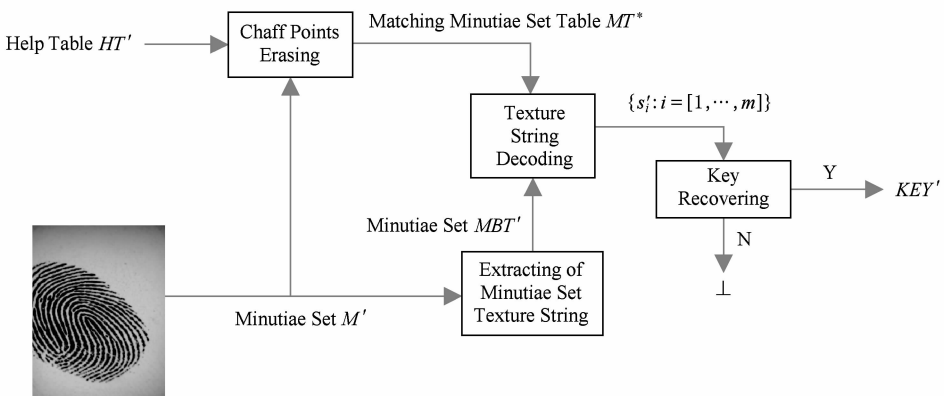 Help Table HT′
Chaff Points
Erasing
Matching Minutiae Set Table MT*
Texture
String
Decoding
{s′ᵢ: i = [1, ⋯, m]}
Key
Recovering
Y
KEY′
N
⊥
Minutiae Set MBT′
Extracting of
Minutiae Set
Texture String
Minutiae Set M′